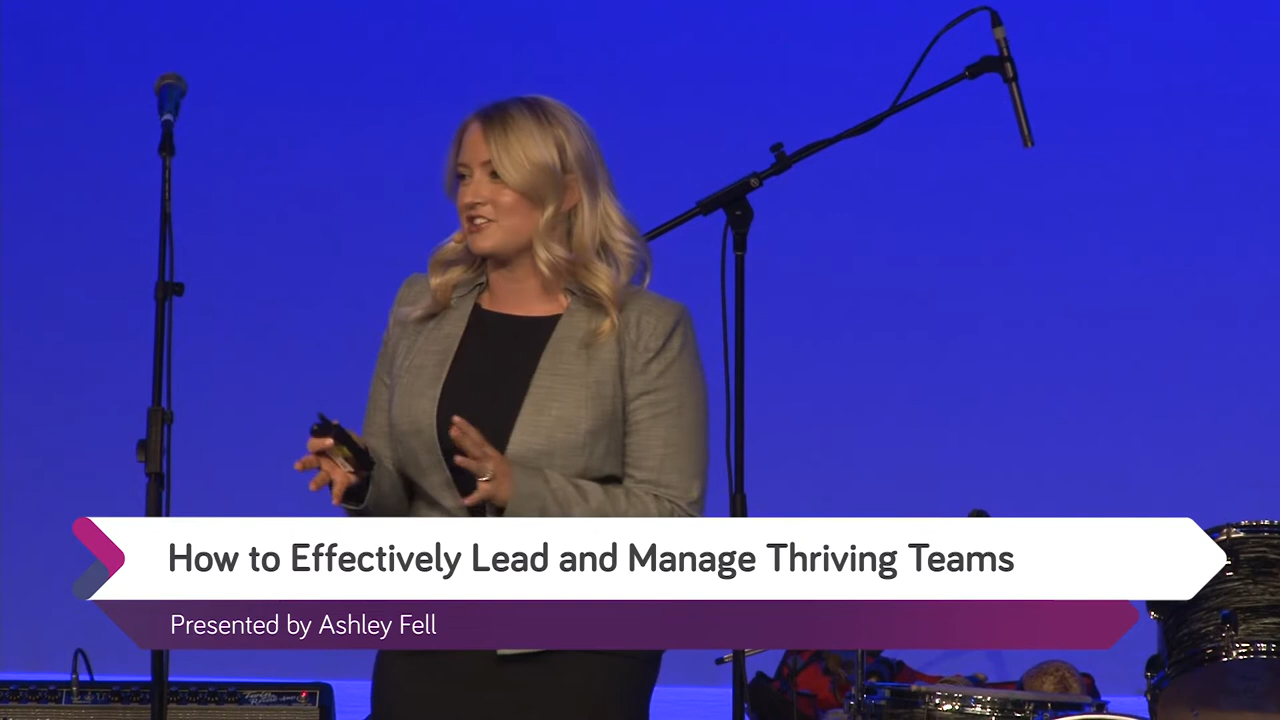 How to Effectively Lead and Manage Thriving Teams
Presented by Ashley Fell